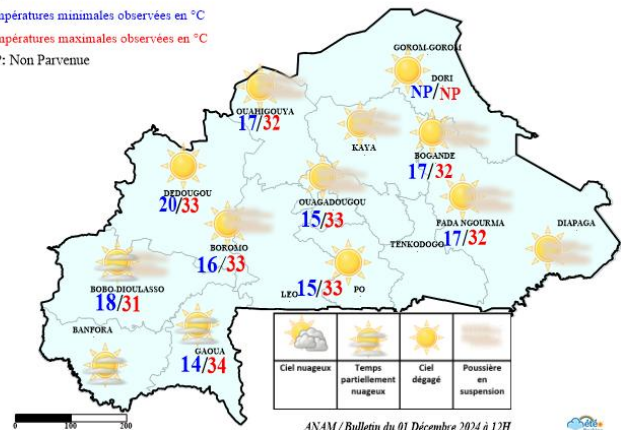 mpératures minimales observées en °C
mpératures maximales observées en °C
: Non Parvenue
GOROM-GOROM
DORI
NP/NP
OUAHIGOUYA
17/32
KAYA
BOGANDE
17/32
DEDOUGOU
20/33
OUAGADOUGOU
15/33
FADA NGOURMA
17/32
DIAPAGA
BOROMO
16/33
TENKODOGO
BOBO-DIOULASSO
18/31
LEO
15/33
PO
BANFORA
GAOUA
14/34
Ciel nuageux
Temps
partiellement
nuageux
Ciel
dégagé
Poussière
en
suspension
0 100 200
ANAM / Bulletin du 01 Décembre 2024 à 12H